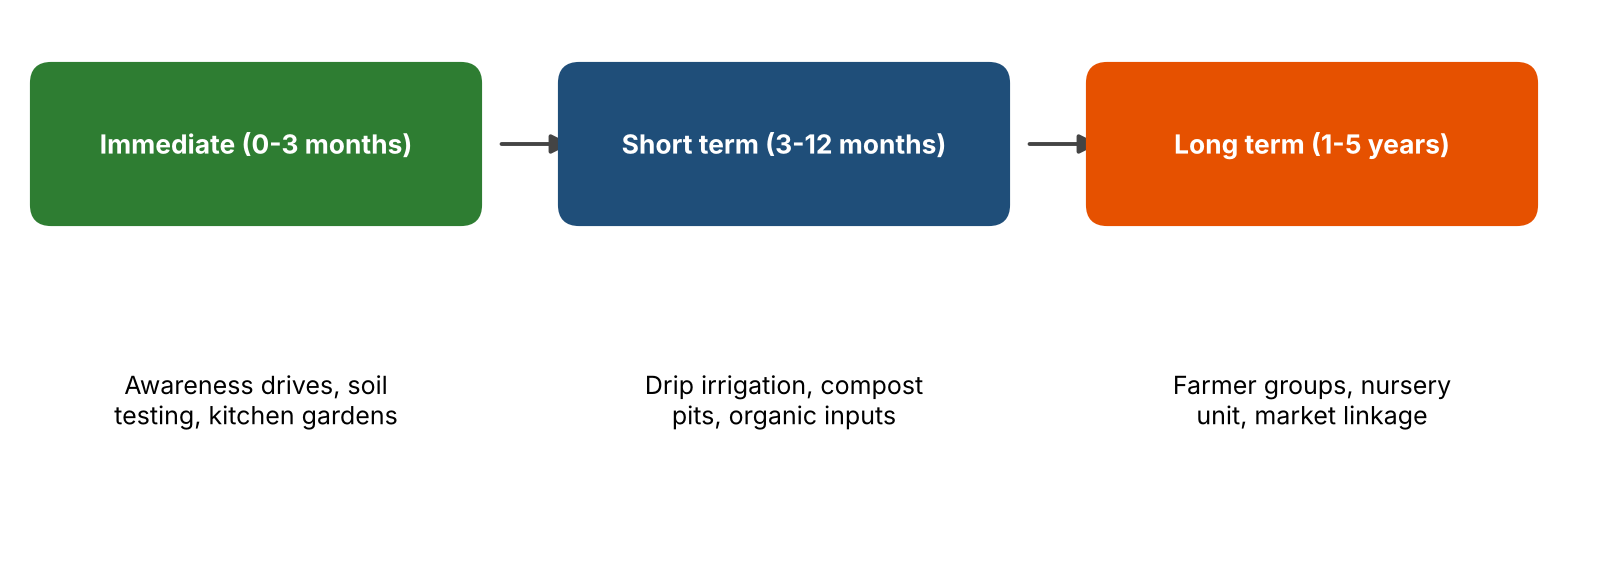 Immediate (0-3 months)
Short term (3-12 months)
Long term (1-5 years)
Awareness drives, soil
testing, kitchen gardens
Drip irrigation, compost
pits, organic inputs
Farmer groups, nursery
unit, market linkage